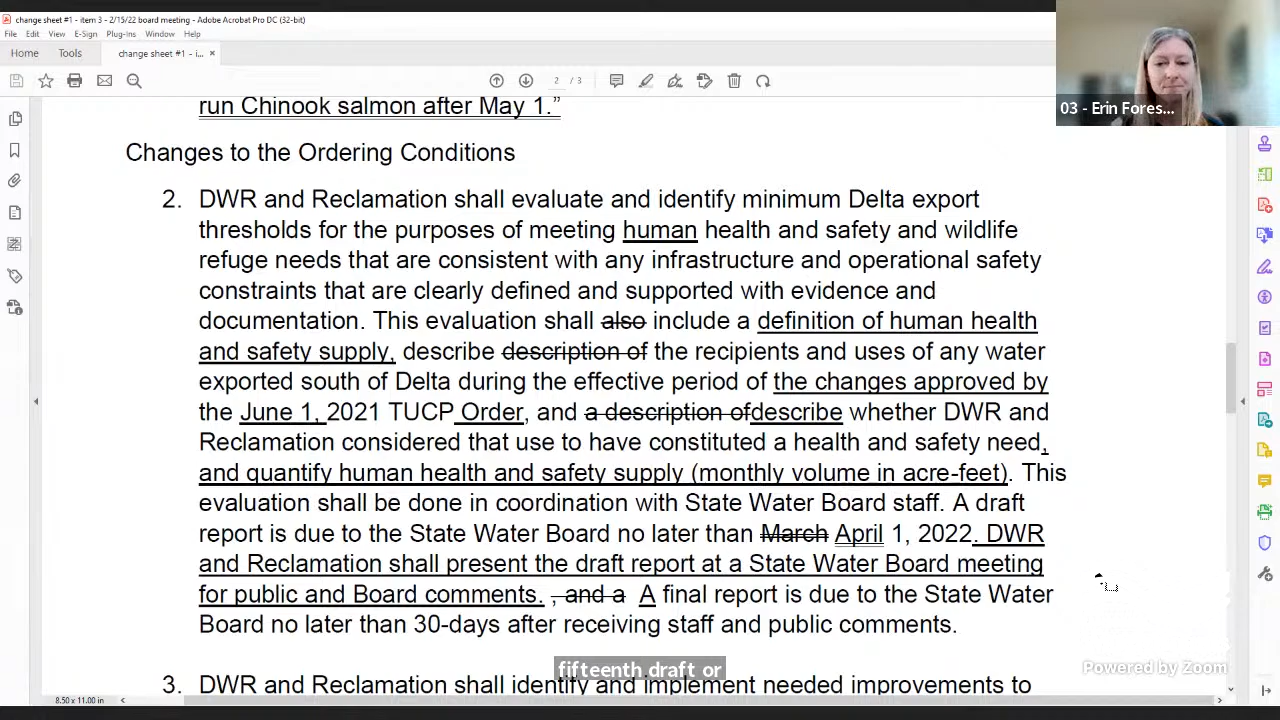 change sheet #1 - item 3 - 2/15/22 board meeting - Adobe Acrobat Pro DC (32-bit)
File Edit View E-Sign Plug-Ins Window Help
Home Tools change sheet #1 - i... ×
2 / 3
03 - Erin Fores...
run Chinook salmon after May 1.”
Changes to the Ordering Conditions
2. DWR and Reclamation shall evaluate and identify minimum Delta export
thresholds for the purposes of meeting human health and safety and wildlife
refuge needs that are consistent with any infrastructure and operational safety
constraints that are clearly defined and supported with evidence and
documentation. This evaluation shall also include a definition of human health
and safety supply, describe description of the recipients and uses of any water
exported south of Delta during the effective period of the changes approved by
the June 1, 2021 TUCP Order, and a description ofdescribe whether DWR and
Reclamation considered that use to have constituted a health and safety need,
and quantify human health and safety supply (monthly volume in acre-feet). This
evaluation shall be done in coordination with State Water Board staff. A draft
report is due to the State Water Board no later than March April 1, 2022. DWR
and Reclamation shall present the draft report at a State Water Board meeting
for public and Board comments. , and a A final report is due to the State Water
Board no later than 30-days after receiving staff and public comments.
fifteenth draft or
Powered by Zoom
3. DWR and Reclamation shall identify and implement needed improvements to
8.50 x 11.00 in